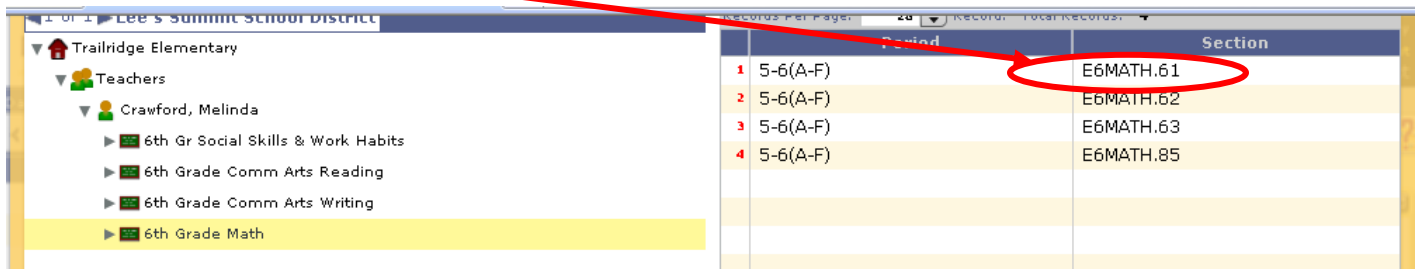 1 of 1 Lee's Summit School District
Records Per Page: 28 Record: Total Records: 4
Trailridge Elementary
Teachers
Crawford, Melinda
6th Gr Social Skills & Work Habits
6th Grade Comm Arts Reading
6th Grade Comm Arts Writing
6th Grade Math
Period Section
1 5-6(A-F) E6MATH.61
2 5-6(A-F) E6MATH.62
3 5-6(A-F) E6MATH.63
4 5-6(A-F) E6MATH.85